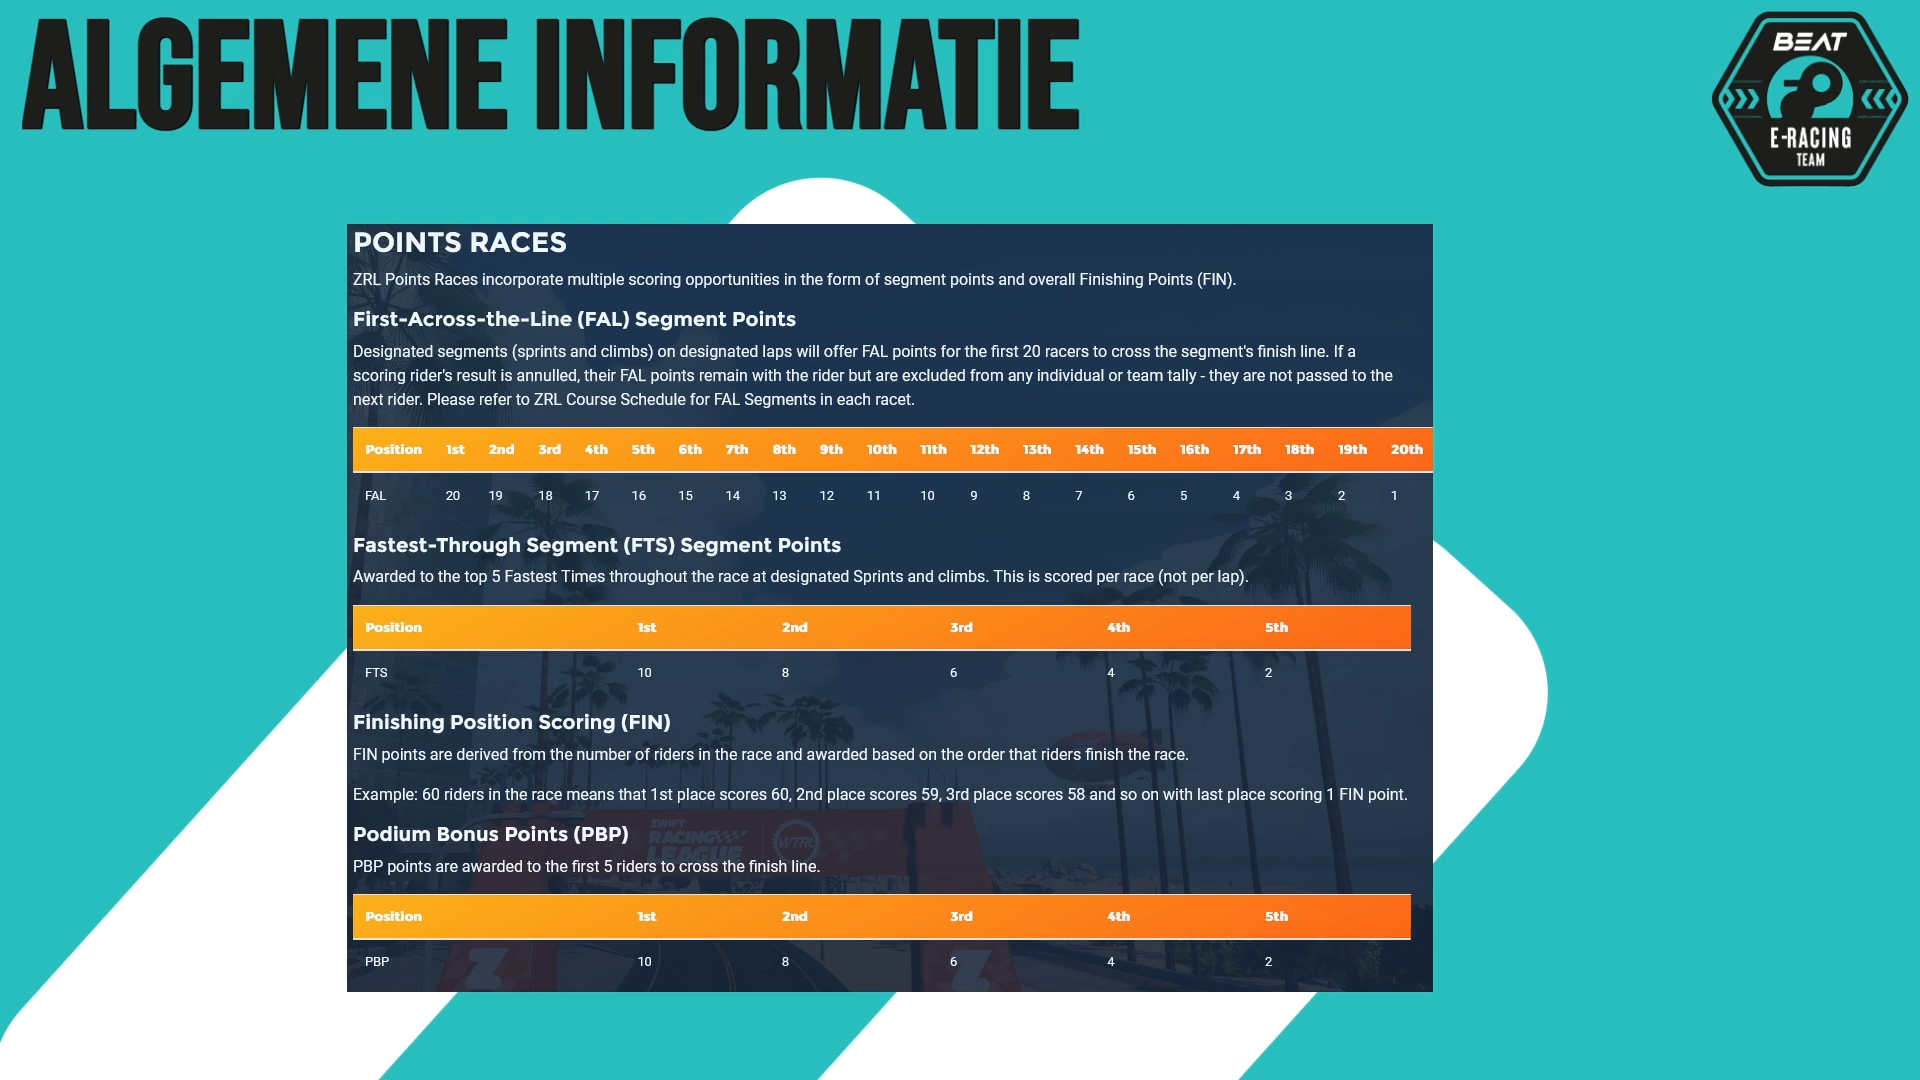 ALGEMENE INFORMATIE
BEAT
E-RACING
TEAM
POINTS RACES
ZRL Points Races incorporate multiple scoring opportunities in the form of segment points and overall Finishing Points (FIN).
First-Across-the-Line (FAL) Segment Points
Designated segments (sprints and climbs) on designated laps will offer FAL points for the first 20 racers to cross the segment's finish line. If a
scoring rider's result is annulled, their FAL points remain with the rider but are excluded from any individual or team tally - they are not passed to the
next rider. Please refer to ZRL Course Schedule for FAL Segments in each racet.
Position 1st 2nd 3rd 4th 5th 6th 7th 8th 9th 10th 11th 12th 13th 14th 15th 16th 17th 18th 19th 20th
FAL 20 19 18 17 16 15 14 13 12 11 10 9 8 7 6 5 4 3 2 1
Fastest-Through Segment (FTS) Segment Points
Awarded to the top 5 Fastest Times throughout the race at designated Sprints and climbs. This is scored per race (not per lap).
Position 1st 2nd 3rd 4th 5th
FTS 10 8 6 4 2
Finishing Position Scoring (FIN)
FIN points are derived from the number of riders in the race and awarded based on the order that riders finish the race.
Example: 60 riders in the race means that 1st place scores 60, 2nd place scores 59, 3rd place scores 58 and so on with last place scoring 1 FIN point.
Podium Bonus Points (PBP)
ZWIFT
RACING
LEAGUE
WTRL
PBP points are awarded to the first 5 riders to cross the finish line.
Position 1st 2nd 3rd 4th 5th
PBP 10 8 6 4 2